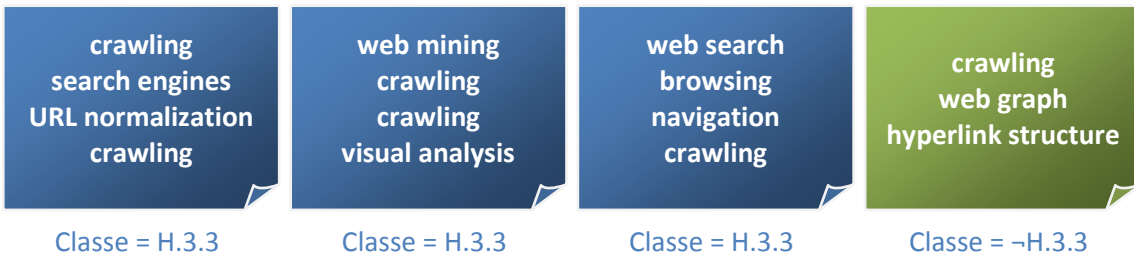 crawling
search engines
URL normalization
crawling
Classe = H.3.3
web mining
crawling
crawling
visual analysis
Classe = H.3.3
web search
browsing
navigation
crawling
Classe = H.3.3
crawling
web graph
hyperlink structure
Classe = ¬H.3.3